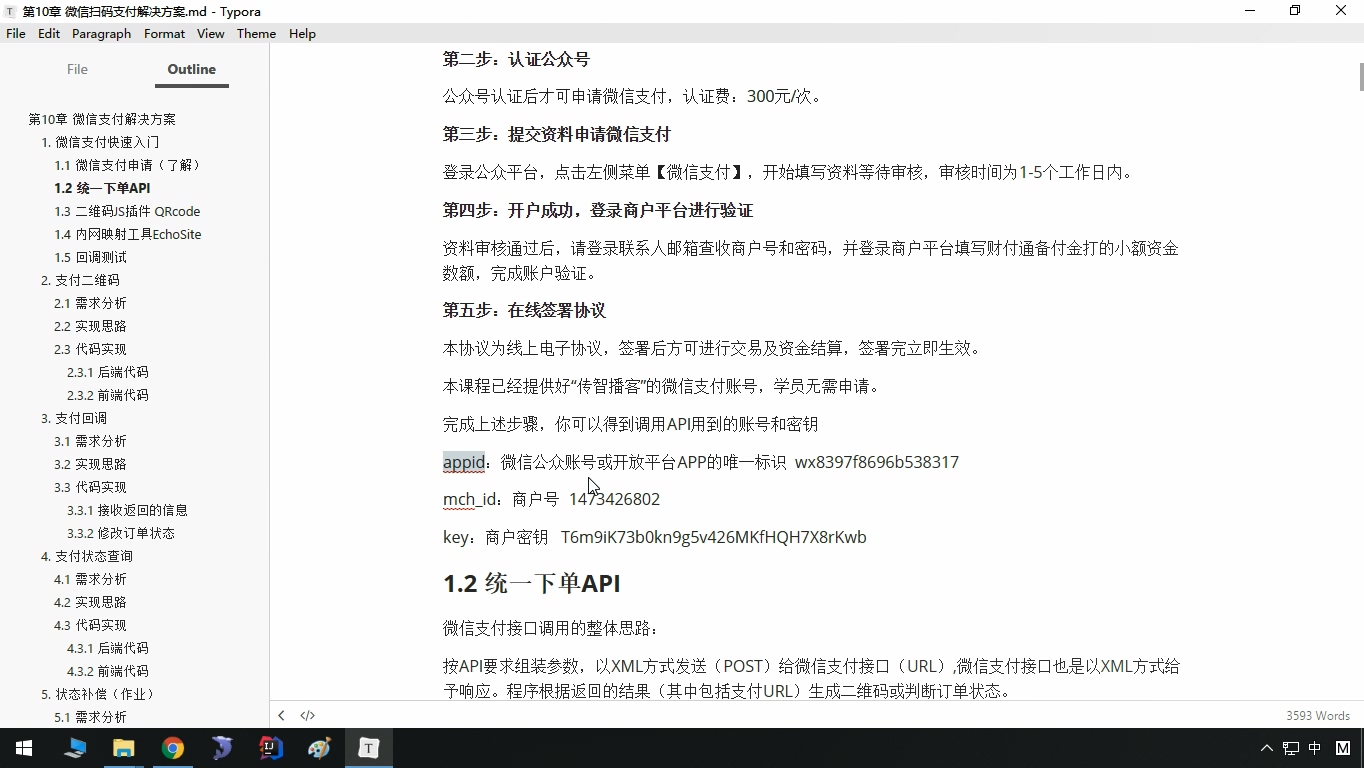 第10章 微信扫码支付解决方案.md - Typora
File Edit Paragraph Format View Theme Help
File Outline
第10章 微信支付解决方案
1. 微信支付快速入门
1.1 微信支付申请（了解）
1.2 统一下单API
1.3 二维码JS插件 QRcode
1.4 内网映射工具EchoSite
1.5 回调测试
2. 支付二维码
2.1 需求分析
2.2 实现思路
2.3 代码实现
2.3.1 后端代码
2.3.2 前端代码
3. 支付回调
3.1 需求分析
3.2 实现思路
3.3 代码实现
3.3.1 接收返回的信息
3.3.2 修改订单状态
4. 支付状态查询
4.1 需求分析
4.2 实现思路
4.3 代码实现
4.3.1 后端代码
4.3.2 前端代码
5. 状态补偿（作业）
5.1 需求分析
第二步：认证公众号
公众号认证后才可申请微信支付，认证费：300元/次。
第三步：提交资料申请微信支付
登录公众平台，点击左侧菜单【微信支付】，开始填写资料等待审核，审核时间为1-5个工作日内。
第四步：开户成功，登录商户平台进行验证
资料审核通过后，请登录联系人邮箱查收商户号和密码，并登录商户平台填写财付通备付金打的小额资金
数额，完成账户验证。
第五步：在线签署协议
本协议为线上电子协议，签署后方可进行交易及资金结算，签署完立即生效。
本课程已经提供好“传智播客”的微信支付账号，学员无需申请。
完成上述步骤，你可以得到调用API用到的账号和密钥
appid：微信公众账号或开放平台APP的唯一标识 wx8397f8696b538317
mch_id：商户号 1473426802
key：商户密钥 T6m9iK73b0kn9g5v426MKfHQH7X8rKwb
1.2 统一下单API
微信支付接口调用的整体思路：
按API要求组装参数，以XML方式发送（POST）给微信支付接口（URL）,微信支付接口也是以XML方式给
予响应。程序根据返回的结果（其中包括支付URL）生成二维码或判断订单状态。
3593 Words
中